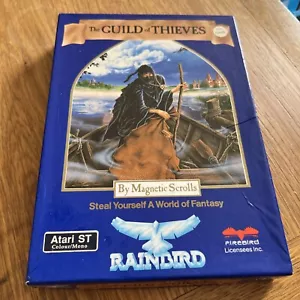 The GUILD of THIEVES
By Magnetic Scrolls
Steal Yourself A World of Fantasy
Atari ST
Colour/Mono
RAINBIRD
FIREBIRD
Licensees Inc.